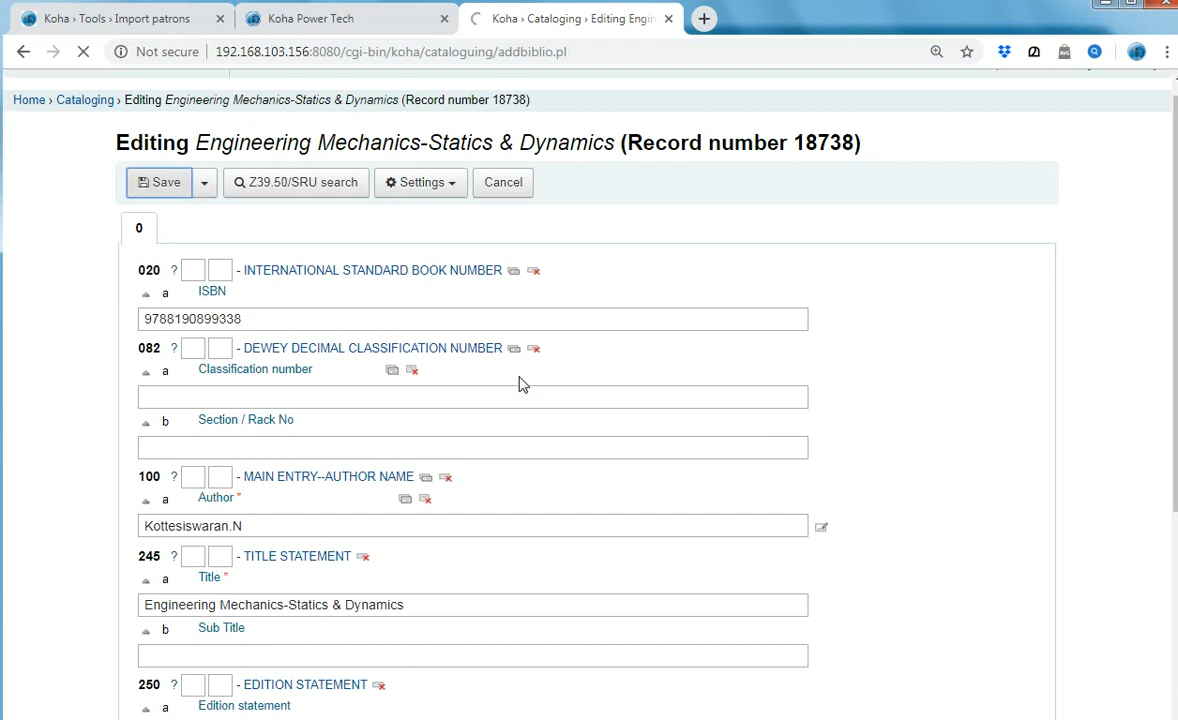 Koha › Tools › Import patrons
Koha Power Tech
Koha › Cataloging › Editing Engin
Not secure 192.168.103.156:8080/cgi-bin/koha/cataloguing/addbiblio.pl
Home › Cataloging › Editing Engineering Mechanics-Statics & Dynamics (Record number 18738)
Editing Engineering Mechanics-Statics & Dynamics (Record number 18738)
Save
Z39.50/SRU search
Settings
Cancel
0
020 ? - INTERNATIONAL STANDARD BOOK NUMBER
a ISBN
9788190899338
082 ? - DEWEY DECIMAL CLASSIFICATION NUMBER
a Classification number
b Section / Rack No
100 ? - MAIN ENTRY--AUTHOR NAME
a Author *
Kottesiswaran.N
245 ? - TITLE STATEMENT
a Title *
Engineering Mechanics-Statics & Dynamics
b Sub Title
250 ? - EDITION STATEMENT
a Edition statement